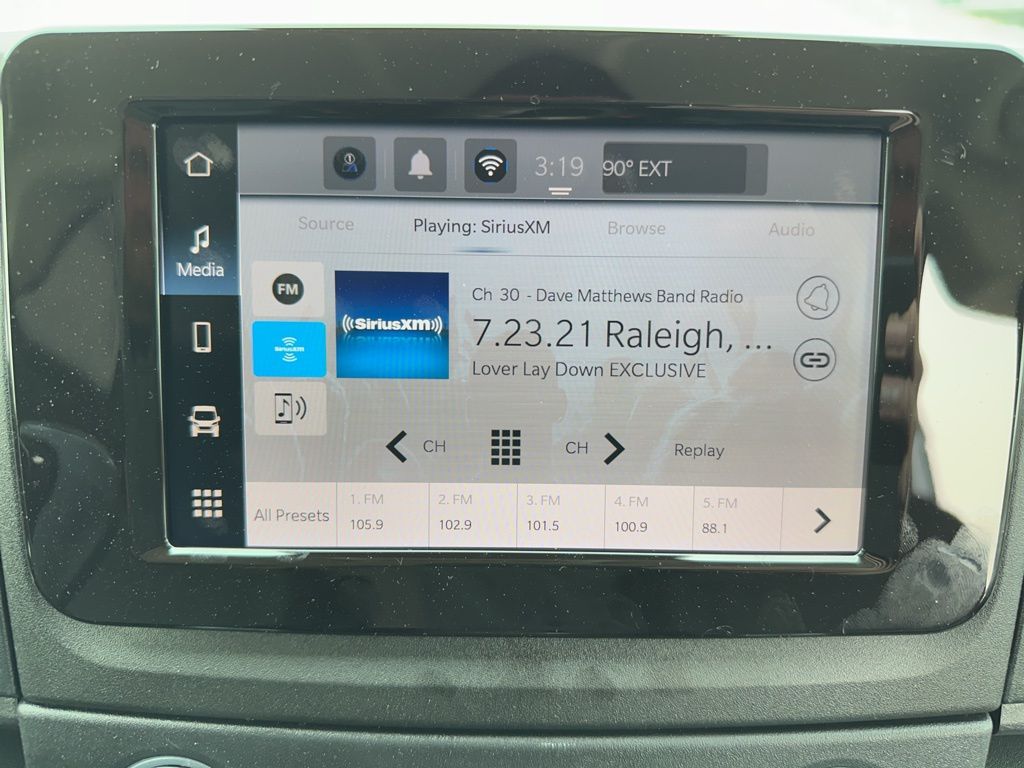 3:19
90° EXT
Source
Playing: SiriusXM
Browse
Audio
Media
FM
SiriusXM
((SiriusXM))
Ch 30 - Dave Matthews Band Radio
7.23.21 Raleigh, ...
Lover Lay Down EXCLUSIVE
CH
CH
Replay
All Presets
1. FM
105.9
2. FM
102.9
3. FM
101.5
4. FM
100.9
5. FM
88.1